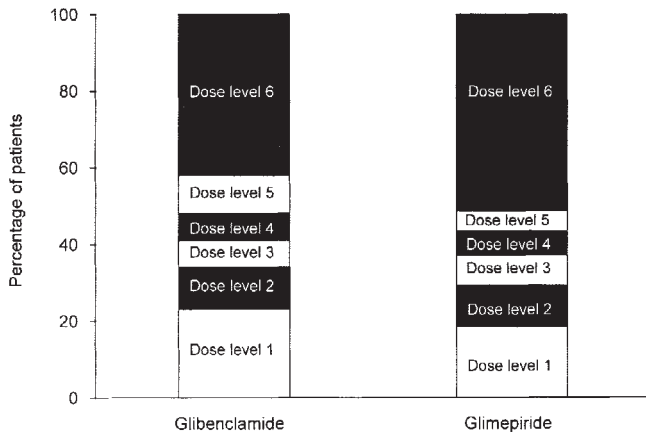 Percentage of patients
100
80
60
40
20
0
Dose level 6
Dose level 5
Dose level 4
Dose level 3
Dose level 2
Dose level 1
Glibenclamide
Dose level 6
Dose level 5
Dose level 4
Dose level 3
Dose level 2
Dose level 1
Glimepiride